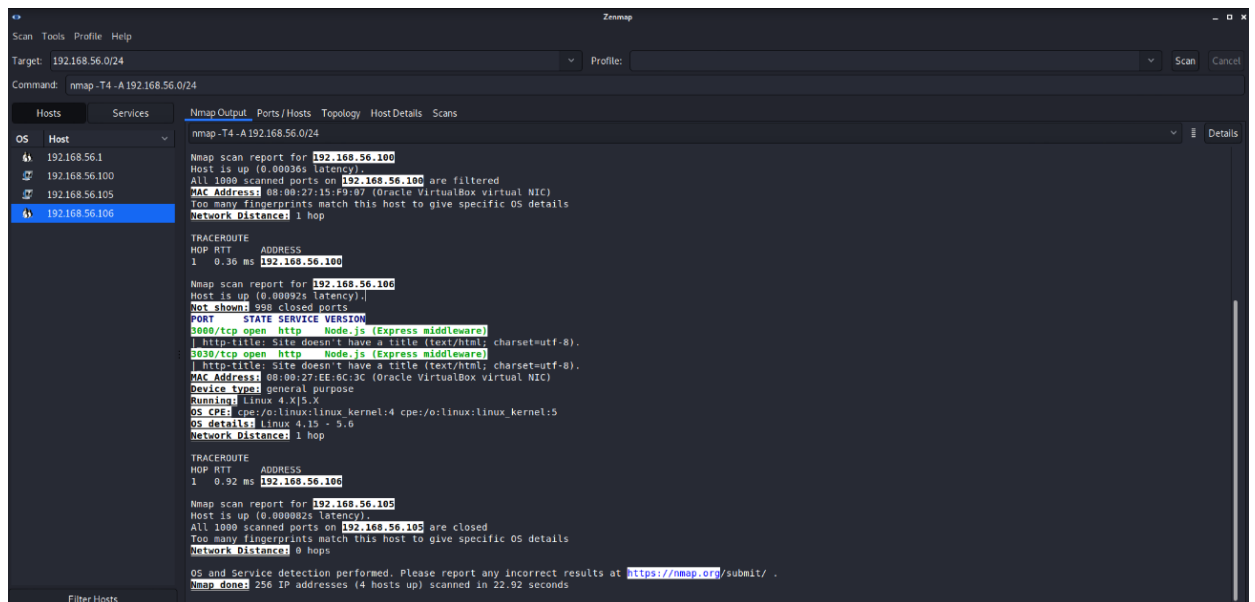 Zenmap
Scan Tools Profile Help
Target: 192.168.56.0/24 Profile: Scan Cancel
Command: nmap -T4 -A 192.168.56.0/24
Hosts Services Nmap Output Ports / Hosts Topology Host Details Scans
OS Host nmap -T4 -A 192.168.56.0/24 Details
192.168.56.1
192.168.56.100
192.168.56.105
192.168.56.106
Nmap scan report for 192.168.56.100
Host is up (0.00036s latency).
All 1000 scanned ports on 192.168.56.100 are filtered
MAC Address: 08:00:27:15:F9:07 (Oracle VirtualBox virtual NIC)
Too many fingerprints match this host to give specific OS details
Network Distance: 1 hop
TRACEROUTE
HOP RTT ADDRESS
1 0.36 ms 192.168.56.100
Nmap scan report for 192.168.56.106
Host is up (0.00092s latency).
Not shown: 998 closed ports
PORT STATE SERVICE VERSION
3000/tcp open http Node.js (Express middleware)
|_http-title: Site doesn't have a title (text/html; charset=utf-8).
3030/tcp open http Node.js (Express middleware)
|_http-title: Site doesn't have a title (text/html; charset=utf-8).
MAC Address: 08:00:27:EE:6C:3C (Oracle VirtualBox virtual NIC)
Device type: general purpose
Running: Linux 4.X|5.X
OS CPE: cpe:/o:linux:linux_kernel:4 cpe:/o:linux:linux_kernel:5
OS details: Linux 4.15 - 5.6
Network Distance: 1 hop
TRACEROUTE
HOP RTT ADDRESS
1 0.92 ms 192.168.56.106
Nmap scan report for 192.168.56.105
Host is up (0.000082s latency).
All 1000 scanned ports on 192.168.56.105 are closed
Too many fingerprints match this host to give specific OS details
Network Distance: 0 hops
OS and Service detection performed. Please report any incorrect results at https://nmap.org/submit/ .
Nmap done: 256 IP addresses (4 hosts up) scanned in 22.92 seconds
Filter Hosts